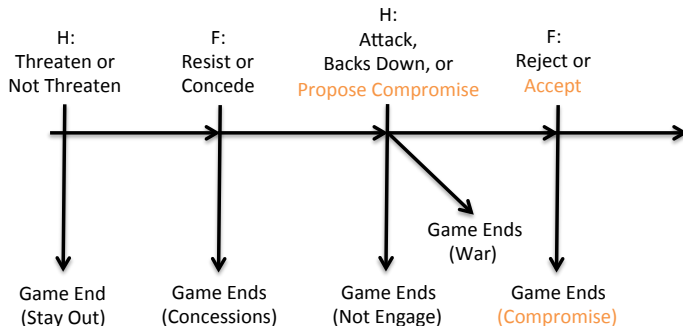 H:
Threaten or
Not Threaten
F:
Resist or
Concede
H:
Attack,
Backs Down, or
Propose Compromise
F:
Reject or
Accept
Game Ends
(War)
Game End
(Stay Out)
Game Ends
(Concessions)
Game Ends
(Not Engage)
Game Ends
(Compromise)